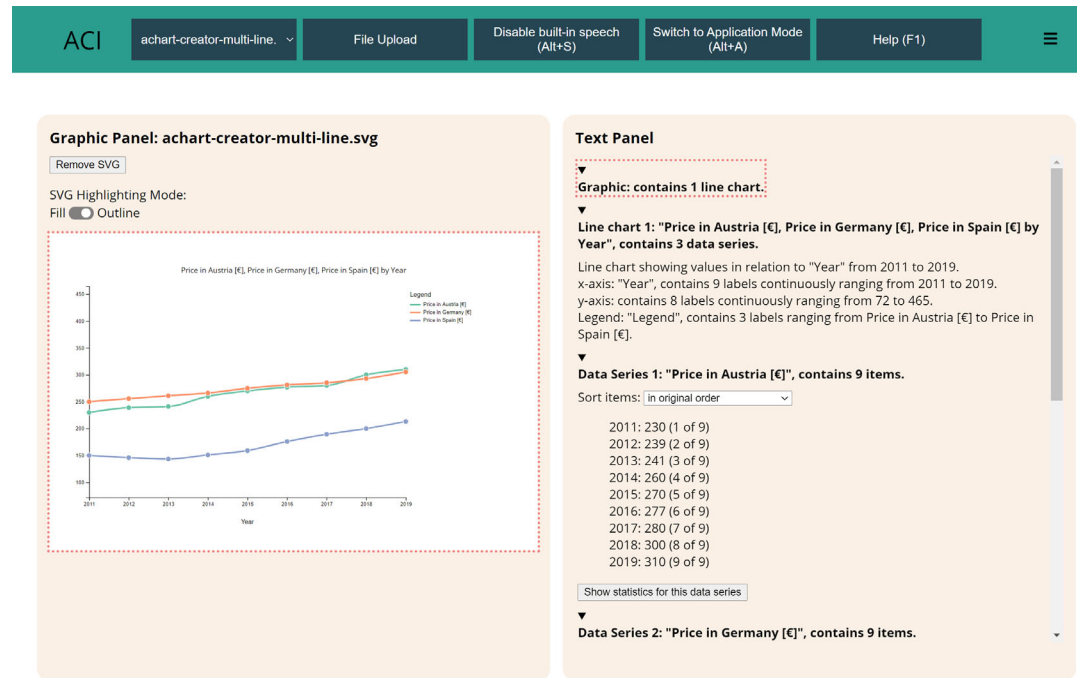 ACI
achart-creator-multi-line.
File Upload
Disable built-in speech
(Alt+S)
Switch to Application Mode
(Alt+A)
Help (F1)
Graphic Panel: achart-creator-multi-line.svg
Remove SVG
SVG Highlighting Mode:
Fill Outline
Price in Austria [€], Price in Germany [€], Price in Spain [€] by Year
450
400
350
300
250
200
150
100
Legend
Price in Austria [€]
Price in Germany [€]
Price in Spain [€]
2011 2012 2013 2014 2015 2016 2017 2018 2019
Year
Text Panel
Graphic: contains 1 line chart.
Line chart 1: "Price in Austria [€], Price in Germany [€], Price in Spain [€] by
Year", contains 3 data series.
Line chart showing values in relation to "Year" from 2011 to 2019.
x-axis: "Year", contains 9 labels continuously ranging from 2011 to 2019.
y-axis: contains 8 labels continuously ranging from 72 to 465.
Legend: "Legend", contains 3 labels ranging from Price in Austria [€] to Price in
Spain [€].
Data Series 1: "Price in Austria [€]", contains 9 items.
Sort items: in original order
2011: 230 (1 of 9)
2012: 239 (2 of 9)
2013: 241 (3 of 9)
2014: 260 (4 of 9)
2015: 270 (5 of 9)
2016: 277 (6 of 9)
2017: 280 (7 of 9)
2018: 300 (8 of 9)
2019: 310 (9 of 9)
Show statistics for this data series
Data Series 2: "Price in Germany [€]", contains 9 items.